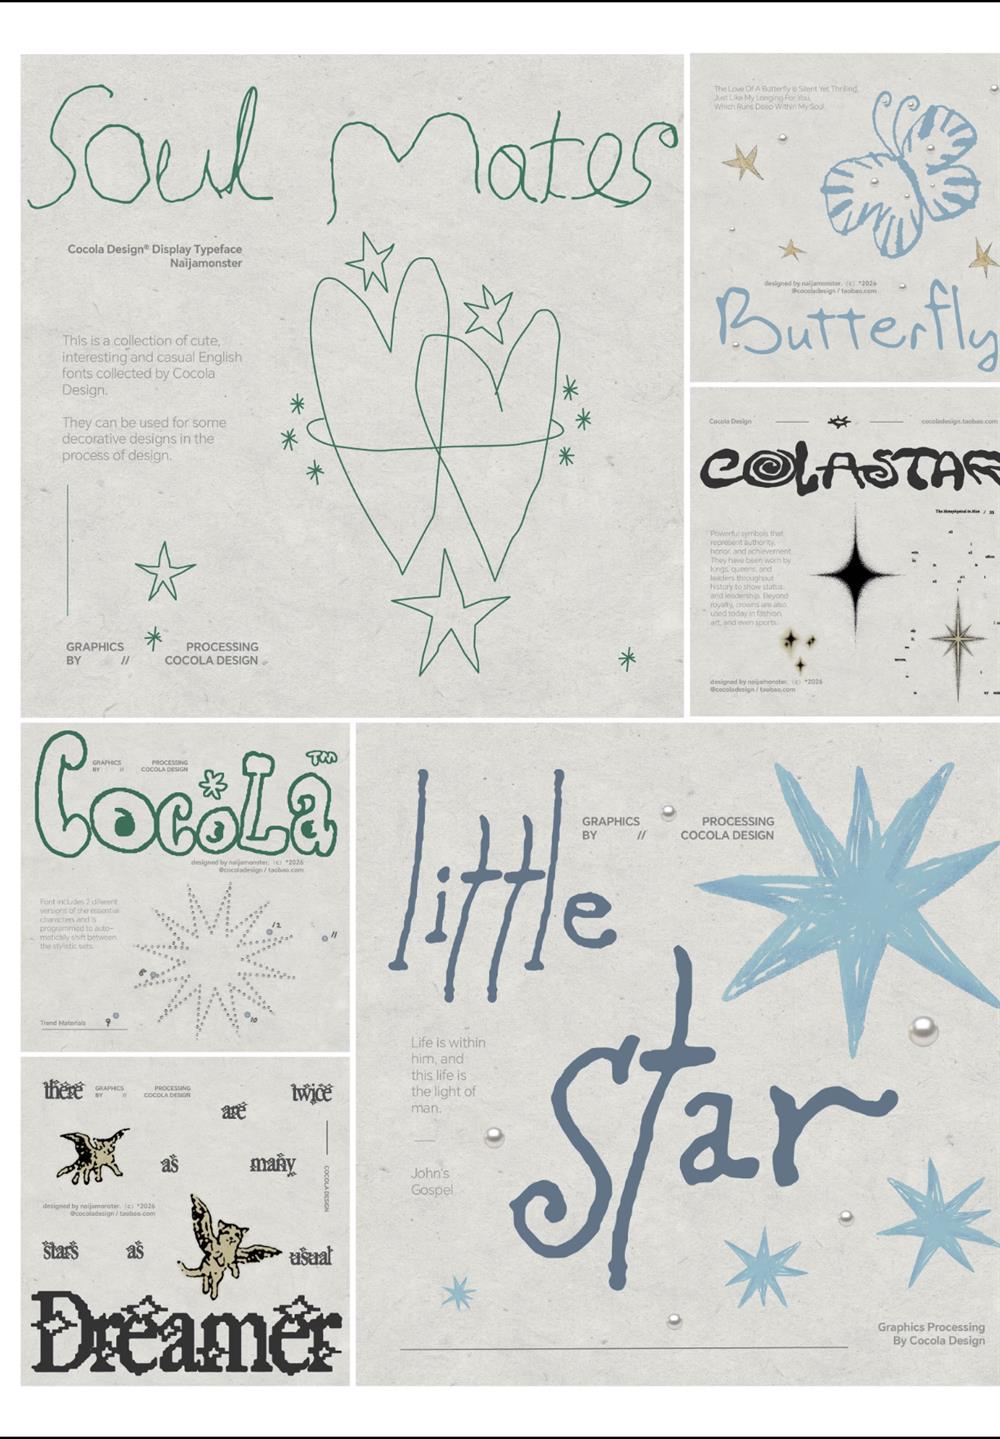 Soul Mates
Cocola Design® Display Typeface
Naijamonster
This is a collection of cute,
interesting and casual English
fonts collected by Cocola
Design.
They can be used for some
decorative designs in the
process of design.
GRAPHICS PROCESSING
BY // COCOLA DESIGN
The Love Of A Butterfly Is Silent Yet Thrilling,
Just Like My Longing For You,
Which Runs Deep Within My Soul.
designed by naijamonster. （c） *2026
@cocoladesign / taobao.com
Butterfly
Cocola Design
cocoladesign.taobao.com
COLASTAR
Powerful symbols that
represent authority,
honor, and achievement.
They have been worn by
kings, queens, and
leaders throughout
history to show status
and leadership. Beyond
royalty, crowns are also
used today in fashion,
art, and even sports.
designed by naijamonster. （c） *2026
@cocoladesign / taobao.com
CocoLa TM
GRAPHICS PROCESSING
BY // COCOLA DESIGN
designed by naijamonster. （c） *2026
@cocoladesign / taobao.com
Font includes 2 different
versions of the essential
characters and is
programmed to auto-
matically shift between
the stylistic sets.
12
11
10
9
Trend Materials
there
GRAPHICS PROCESSING
BY // COCOLA DESIGN
twice
are
as
many
COCOLA DESIGN
designed by naijamonster. （c） *2026
@cocoladesign / taobao.com
stars
as
usual
Dreamer
little
GRAPHICS PROCESSING
BY // COCOLA DESIGN
star
Life is within
him, and
this life is
the light of
man.
John's
Gospel
Graphics Processing
By Cocola Design